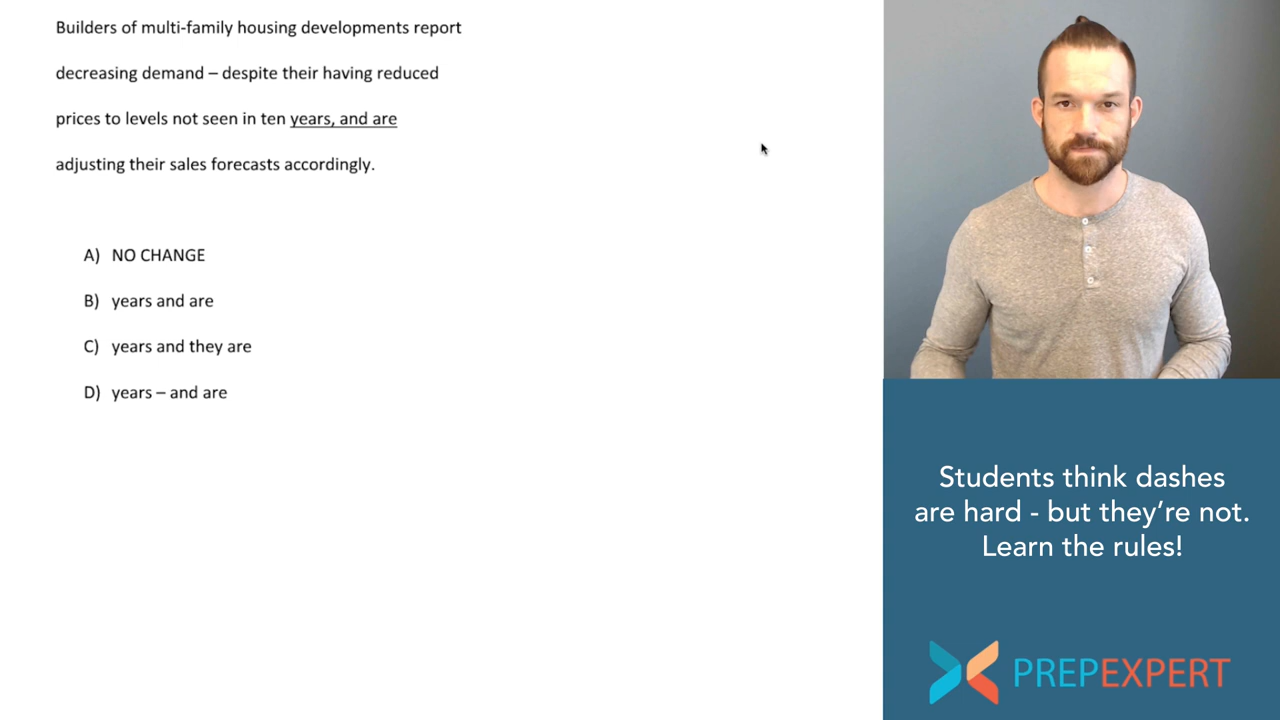 Builders of multi-family housing developments report
decreasing demand – despite their having reduced
prices to levels not seen in ten years, and are
adjusting their sales forecasts accordingly.
A) NO CHANGE
B) years and are
C) years and they are
D) years – and are
Students think dashes
are hard - but they're not.
Learn the rules!
PREPEXPERT